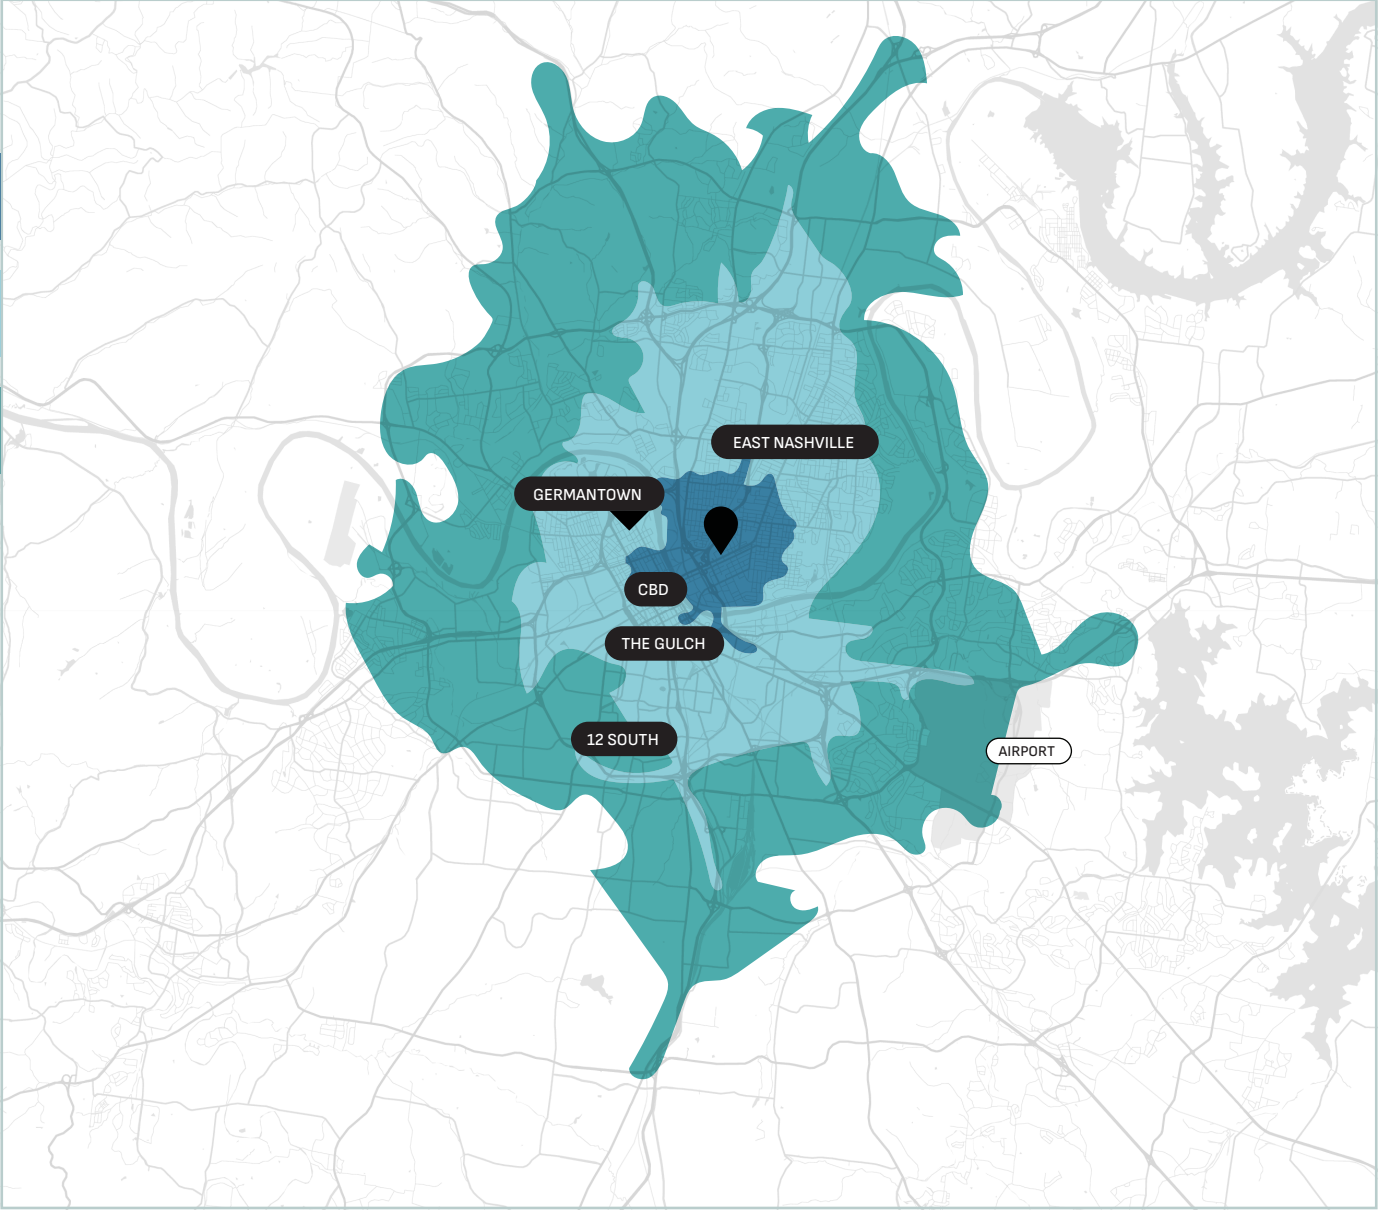 EAST NASHVILLE
GERMANTOWN
CBD
THE GULCH
12 SOUTH
AIRPORT